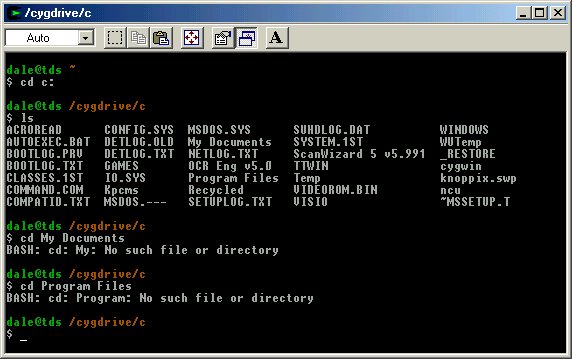 /cygdrive/c
Auto
A
dale@tds ~
$ cd c:
dale@tds /cygdrive/c
$ ls
ACROREAD CONFIG.SYS MSDOS.SYS SUHDLOG.DAT WINDOWS
AUTOEXEC.BAT DETLOG.OLD My Documents SYSTEM.1ST WUTemp
BOOTLOG.PRV DETLOG.TXT NETLOG.TXT ScanWizard 5 v5.991 _RESTORE
BOOTLOG.TXT GAMES OCR Eng v5.0 TTWIN cygwin
CLASSES.1ST IO.SYS Program Files Temp knoppix.swp
COMMAND.COM Kpcms Recycled VIDEOROM.BIN ncu
COMPATID.TXT MSDOS.--- SETUPLOG.TXT VISIO ~MSSETUP.T
dale@tds /cygdrive/c
$ cd My Documents
BASH: cd: My: No such file or directory
dale@tds /cygdrive/c
$ cd Program Files
BASH: cd: Program: No such file or directory
dale@tds /cygdrive/c
$ _